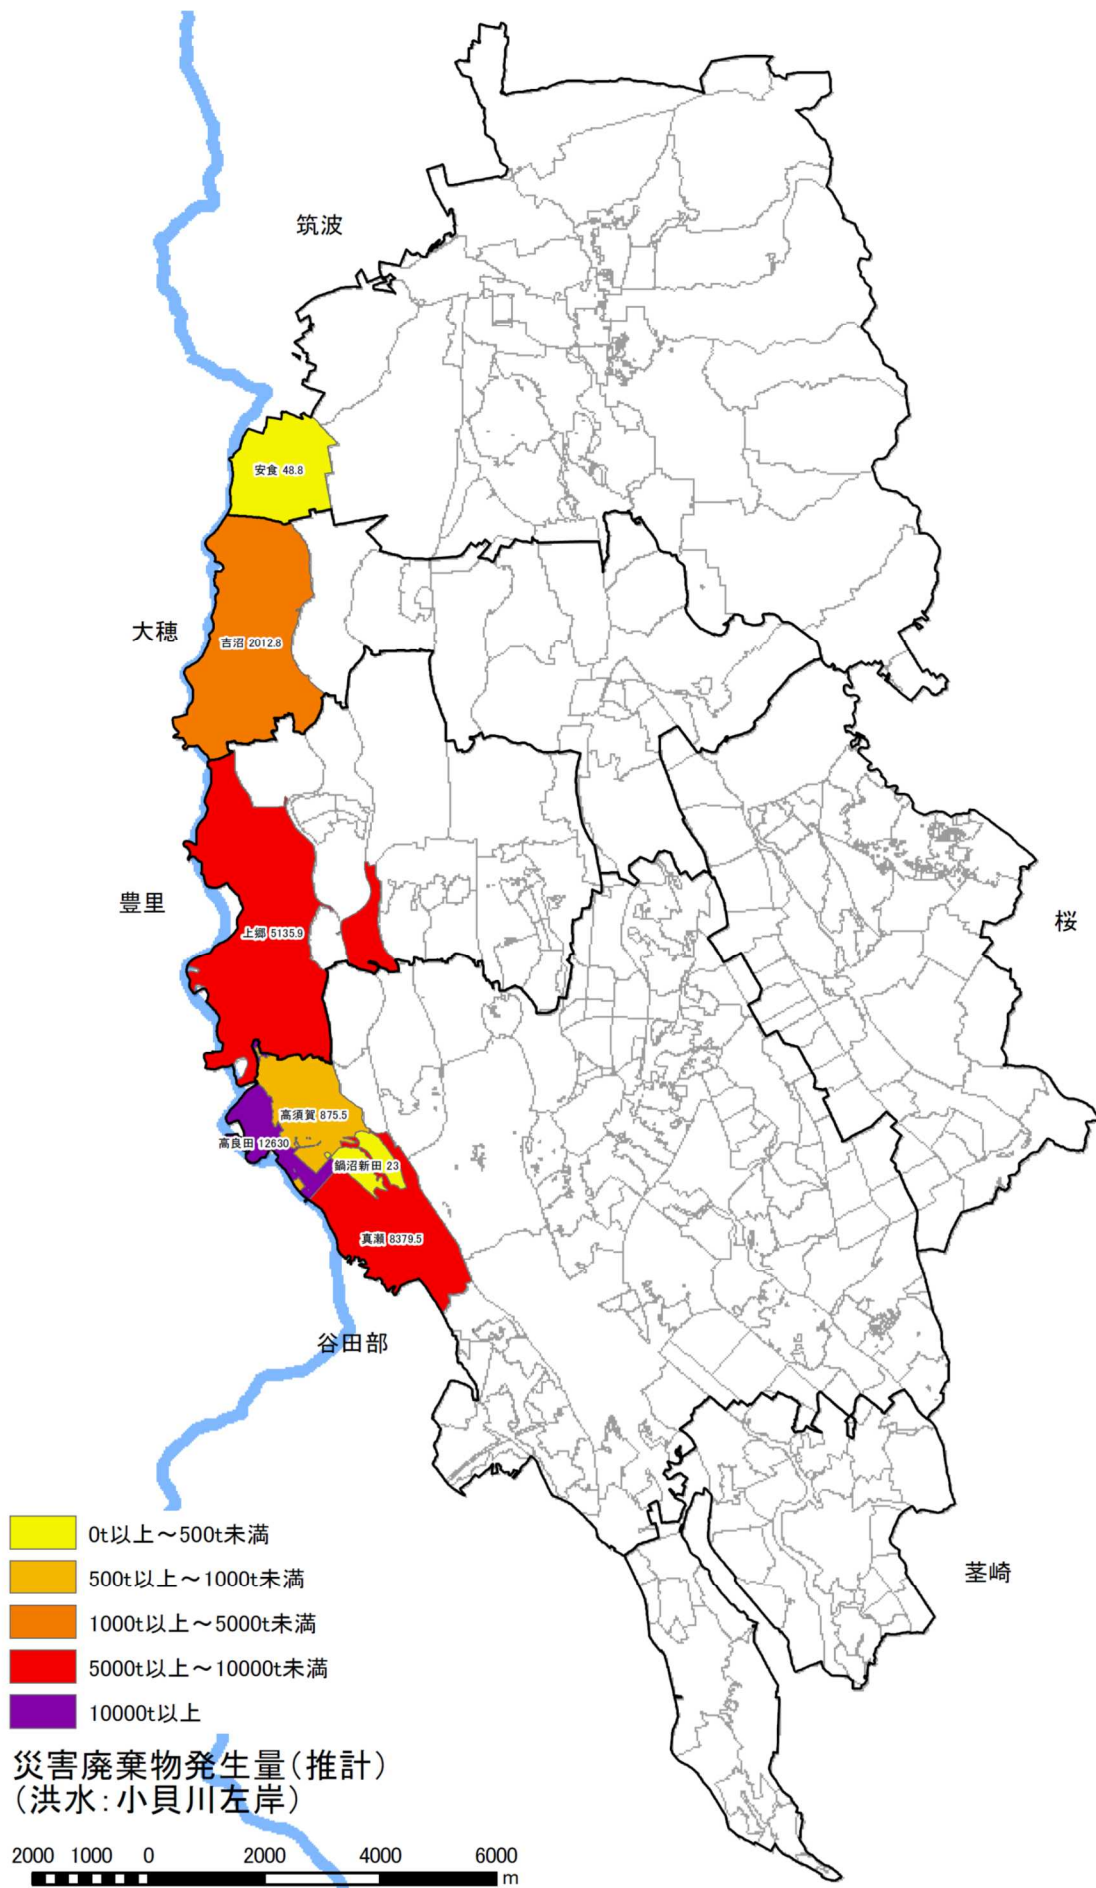 筑波
安食 48.8
大穂
吉沼 2012.8
豊里
上郷 5135.9
桜
高須賀 875.5
高良田 12630
鍋沼新田 23
真瀬 8379.5
谷田部
茎崎
0t以上～500t未満
500t以上～1000t未満
1000t以上～5000t未満
5000t以上～10000t未満
10000t以上
災害廃棄物発生量(推計)
(洪水:小貝川左岸)
2000 1000 0 2000 4000 6000
m